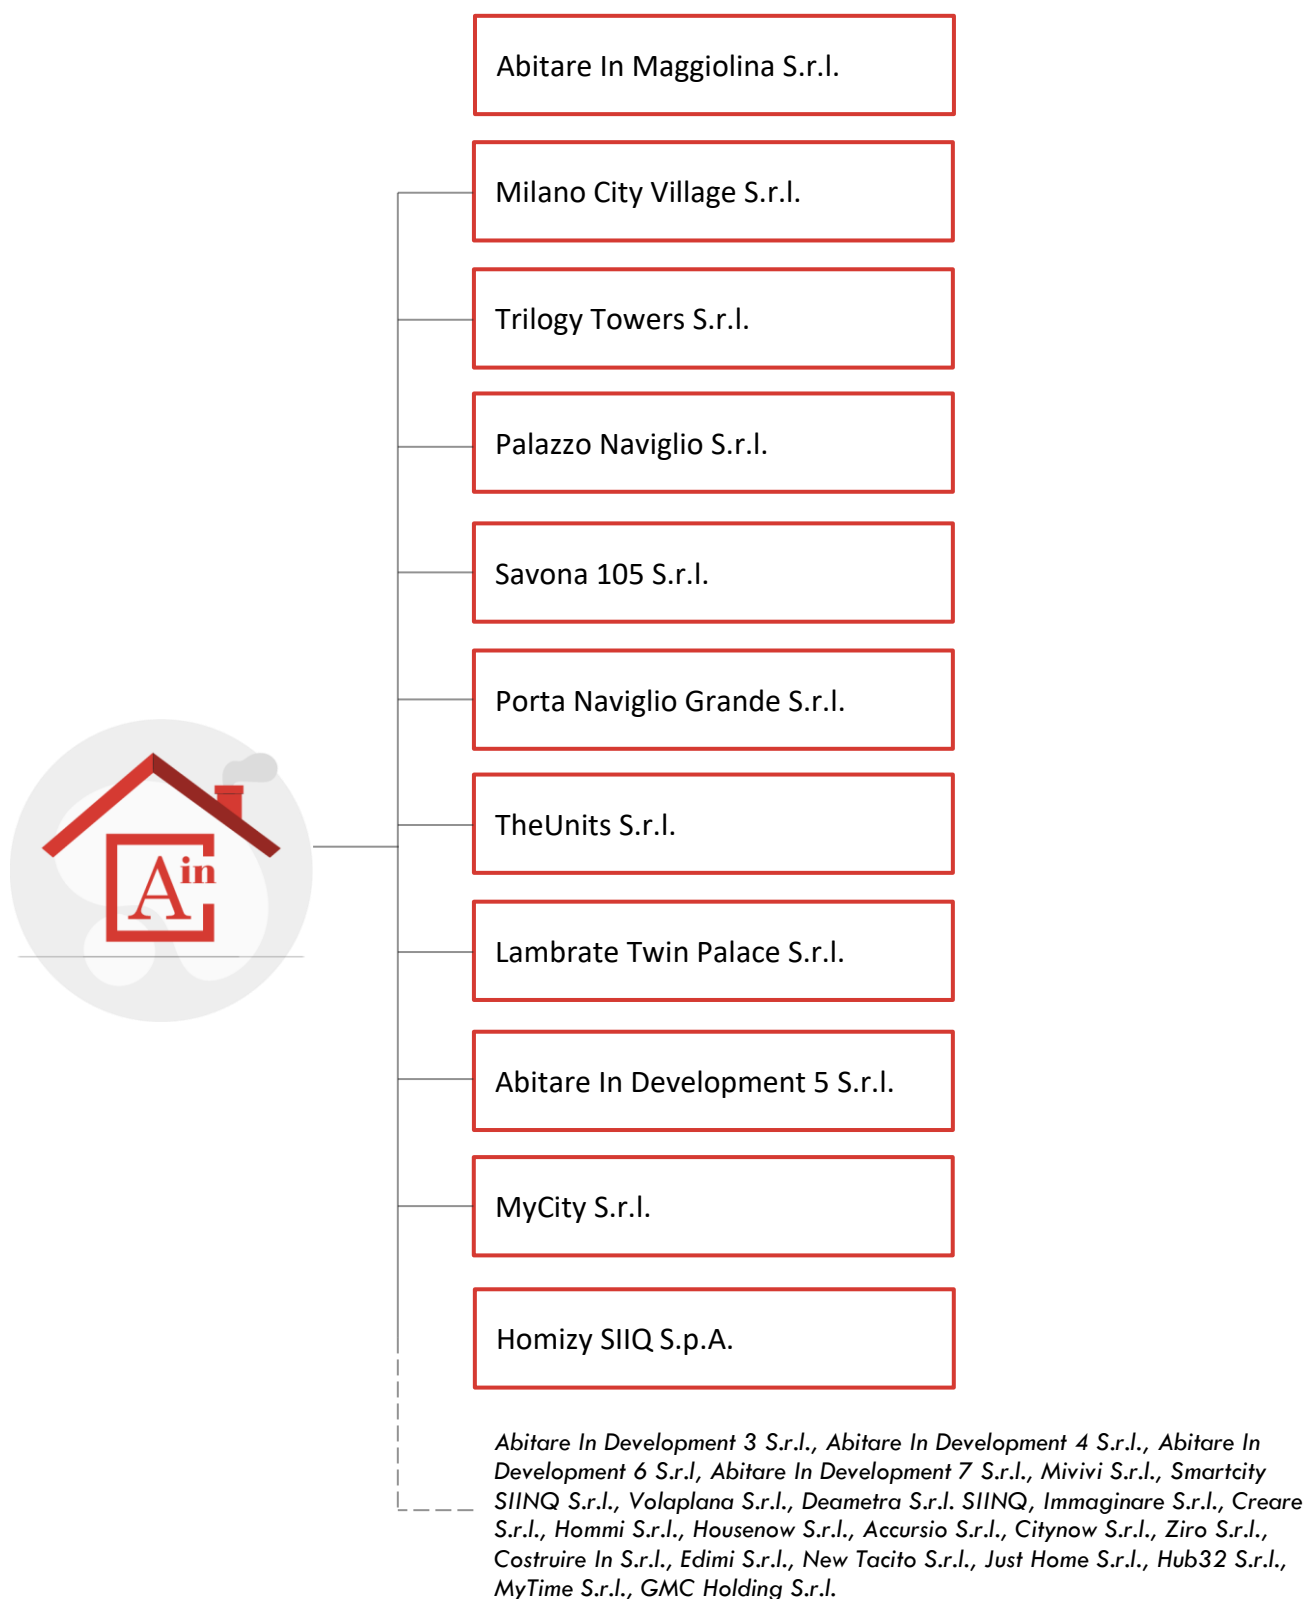 Abitare In Maggiolina S.r.l.
Milano City Village S.r.l.
Trilogy Towers S.r.l.
Palazzo Naviglio S.r.l.
Savona 105 S.r.l.
Porta Naviglio Grande S.r.l.
Ain
TheUnits S.r.l.
Lambrate Twin Palace S.r.l.
Abitare In Development 5 S.r.l.
MyCity S.r.l.
Homizy SIIQ S.p.A.
Abitare In Development 3 S.r.l., Abitare In Development 4 S.r.l., Abitare In
Development 6 S.r.l, Abitare In Development 7 S.r.l., Mivivi S.r.l., Smartcity
SIINQ S.r.l., Volaplana S.r.l., Deametra S.r.l. SIINQ, Immaginare S.r.l., Creare
S.r.l., Hommi S.r.l., Housenow S.r.l., Accursio S.r.l., Citynow S.r.l., Ziro S.r.l.,
Costruire In S.r.l., Edimi S.r.l., New Tacito S.r.l., Just Home S.r.l., Hub32 S.r.l.,
MyTime S.r.l., GMC Holding S.r.l.